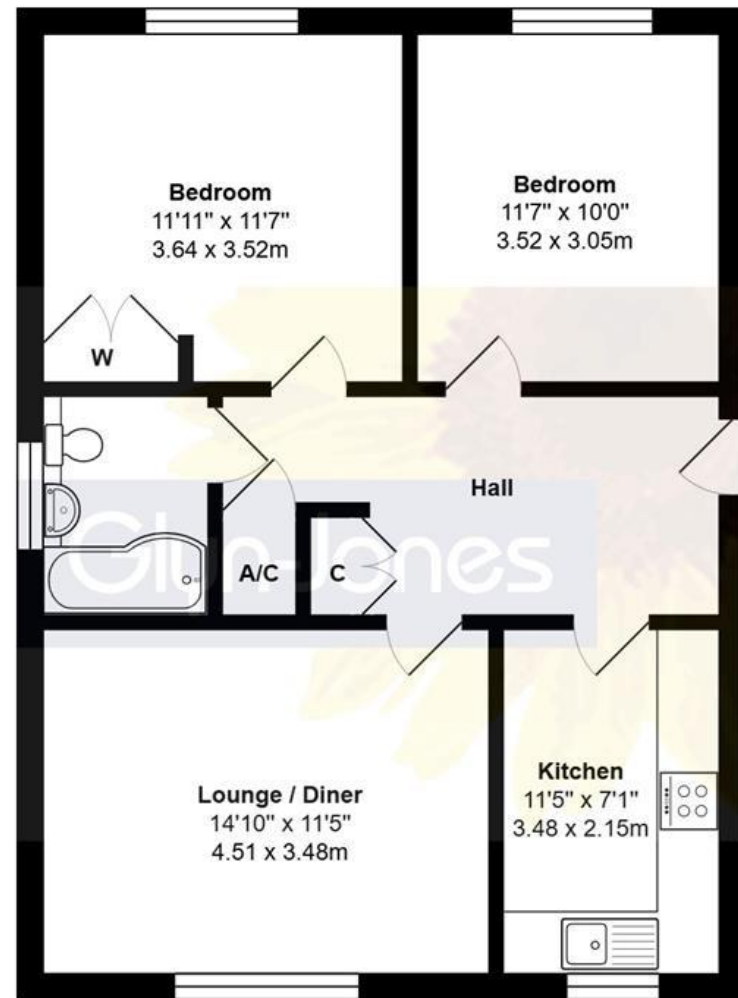 Bedroom
11'11" x 11'7"
3.64 x 3.52m
Bedroom
11'7" x 10'0"
3.52 x 3.05m
W
Hall
Glyn-Jones
A/C
C
Lounge / Diner
14'10" x 11'5"
4.51 x 3.48m
Kitchen
11'5" x 7'1"
3.48 x 2.15m